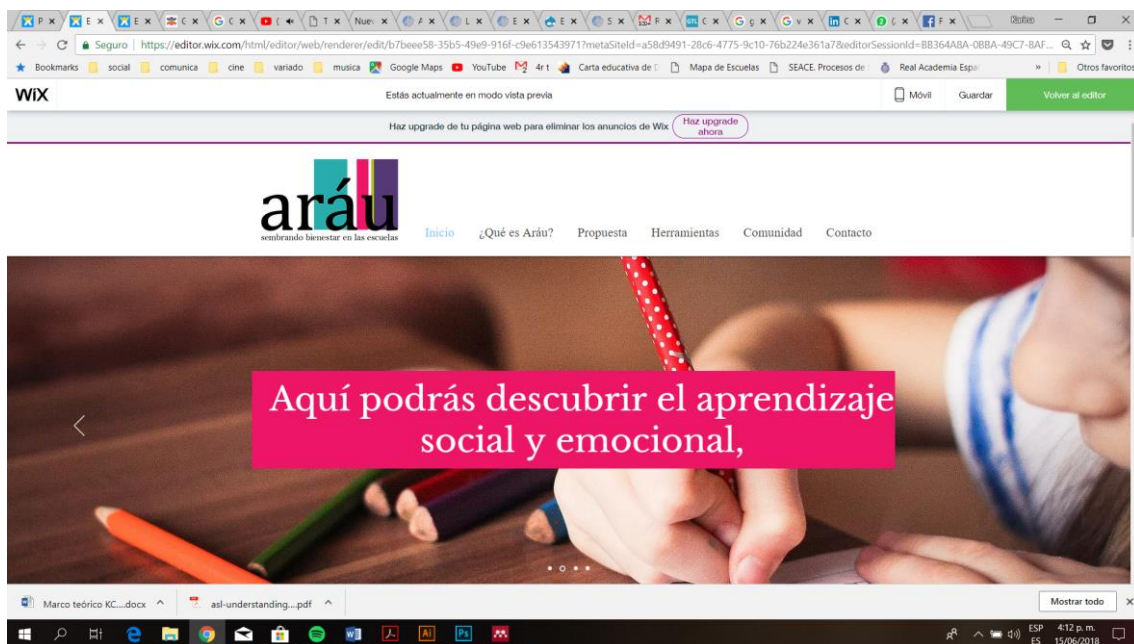 P E E C G C T Nuev A L E E S R C G g G v C C F
Seguro | https://editor.wix.com/html/editor/web/renderer/edit/b7beee58-35b5-49e9-916f-c9e613543971?metaSiteId=a58d9491-28c6-4775-9c10-76b224e361a7&editorSessionId=BB364A8A-0BBA-49C7-8AF...
Bookmarks social comunica cine variado musica Google Maps YouTube 4r t Carta educativa de Mapa de Escuelas SEACE. Procesos de Real Academia Espa » Otros favoritos
WiX Estás actualmente en modo vista previa Móvil Guardar Volver al editor
Haz upgrade de tu página web para eliminar los anuncios de Wix Haz upgrade ahora
aráu
sembrando bienestar en las escuelas
Inicio ¿Qué es Aráu? Propuesta Herramientas Comunidad Contacto
Aquí podrás descubrir el aprendizaje
social y emocional,
Marco teórico KC....docx asl-understanding....pdf Mostrar todo
ESP 4:12 p. m.
ES 15/06/2018